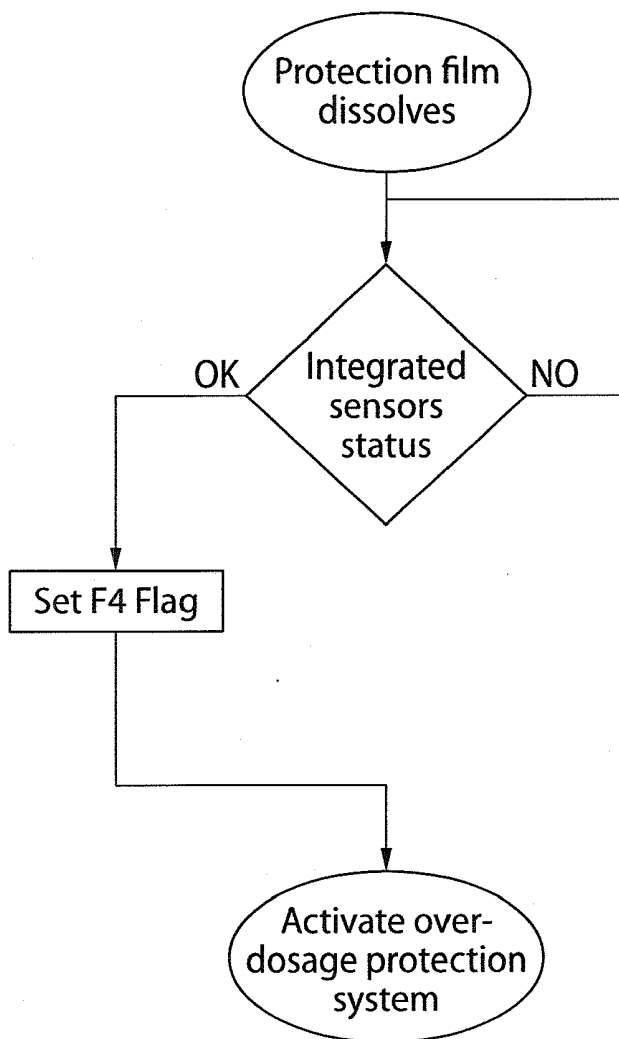 Protection film
dissolves
OK
Integrated
sensors
status
NO
Set F4 Flag
Activate over-
dosage protection
system